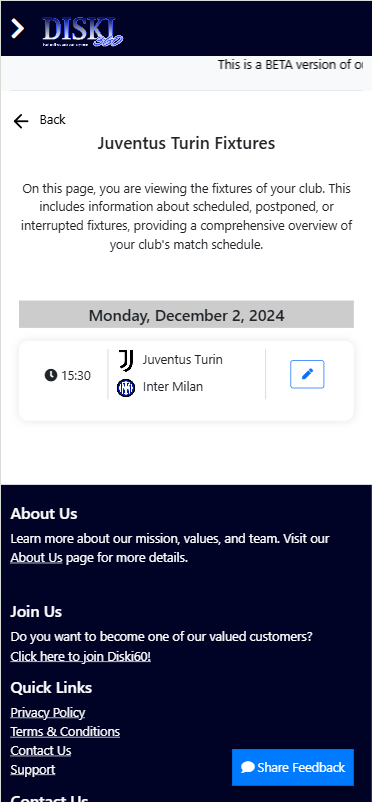 DISKI
This is a BETA version of
Back
Juventus Turin Fixtures
On this page, you are viewing the fixtures of your club. This
includes information about scheduled, postponed, or
interrupted fixtures, providing a comprehensive overview of
your club's match schedule.
Monday, December 2, 2024
15:30
Juventus Turin
Inter Milan
About Us
Learn more about our mission, values, and team. Visit our
About Us page for more details.
Join Us
Do you want to become one of our valued customers?
Click here to join Diski60!
Quick Links
Privacy Policy
Terms & Conditions
Contact Us
Support
Share Feedback
Contact Us